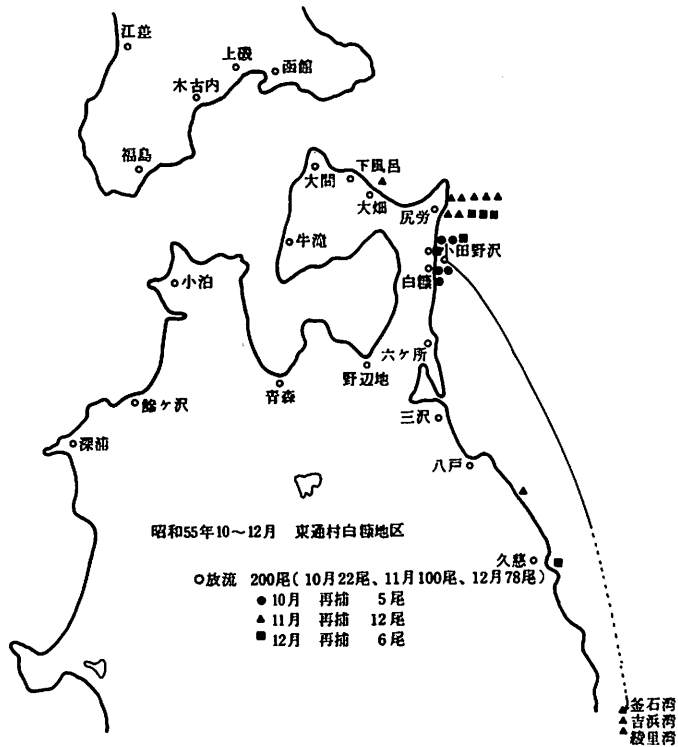 江差
上磯
函館
木古内
福島
下風呂
大間
大畑
尻労
牛滝
小田野沢
白糠
小泊
六ケ所
野辺地
青森
鰺ケ沢
三沢
深浦
八戸
昭和55年10〜12月　東通村白糠地区
久慈
○放流　200尾(10月22尾、11月100尾、12月78尾)
●10月　再捕　5尾
▲11月　再捕　12尾
■12月　再捕　6尾
釜石湾
吉浜湾
綾里湾